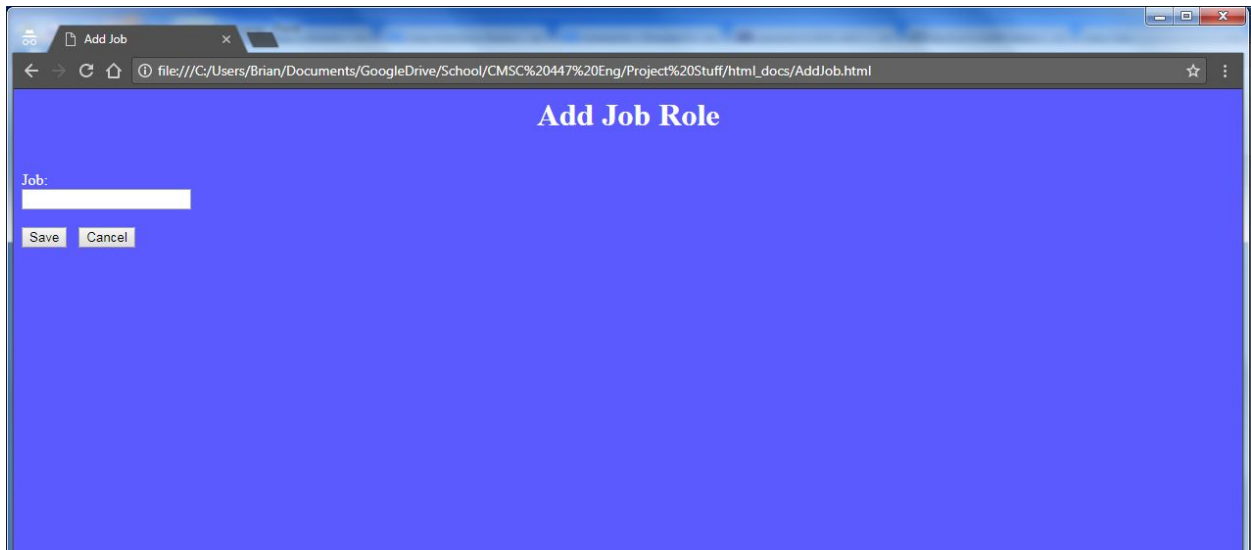 Add Job
file:///C:/Users/Brian/Documents/GoogleDrive/School/CMSC%20447%20Eng/Project%20Stuff/html_docs/AddJob.html
Add Job Role
Job:
Save Cancel